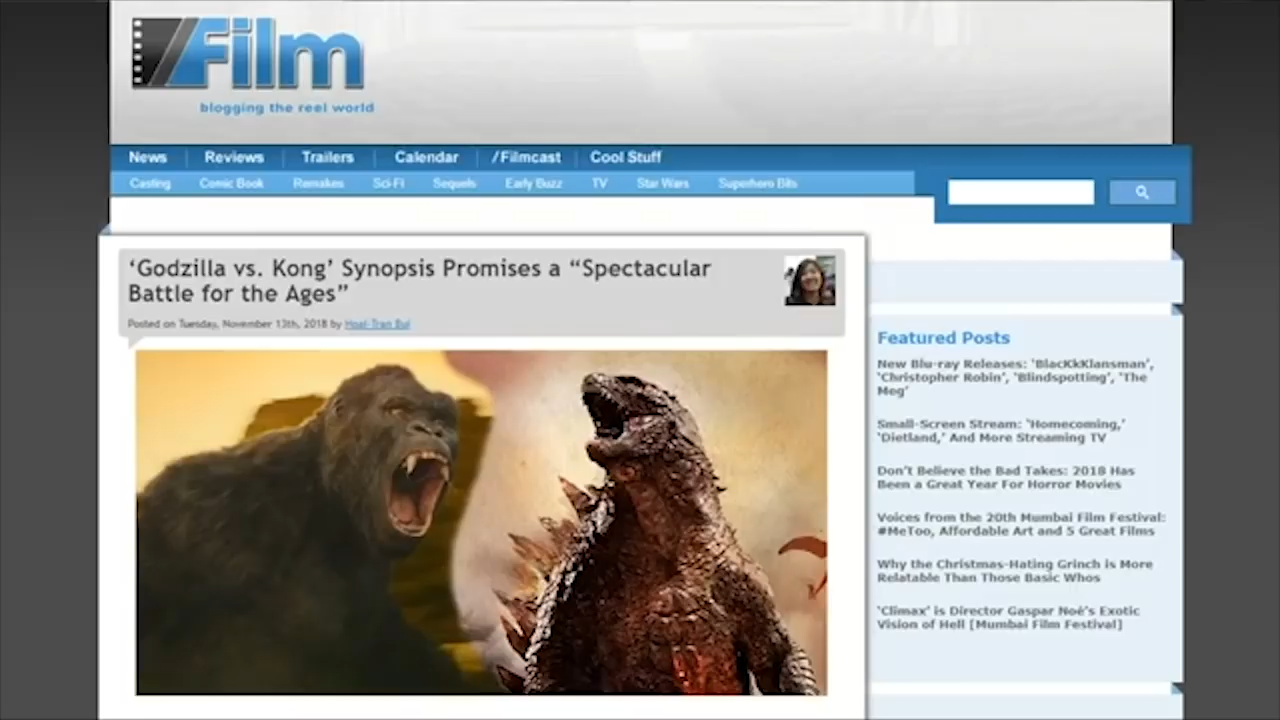 /Film
blogging the reel world
News Reviews Trailers Calendar /Filmcast Cool Stuff
Casting Comic Book Remakes Sci-Fi Sequels Early Buzz TV Star Wars Superhero Bits
‘Godzilla vs. Kong’ Synopsis Promises a “Spectacular
Battle for the Ages”
Posted on Tuesday, November 13th, 2018 by Hoai-Tran Bui
Featured Posts
New Blu-ray Releases: ‘BlacKkKlansman’,
‘Christopher Robin’, ‘Blindspotting’, ‘The
Meg’
Small-Screen Stream: ‘Homecoming,’
‘Dietland,’ And More Streaming TV
Don’t Believe the Bad Takes: 2018 Has
Been a Great Year For Horror Movies
Voices from the 20th Mumbai Film Festival:
#MeToo, Affordable Art and 5 Great Films
Why the Christmas-Hating Grinch is More
Relatable Than Those Basic Whos
‘Climax’ is Director Gaspar Noé’s Exotic
Vision of Hell [Mumbai Film Festival]